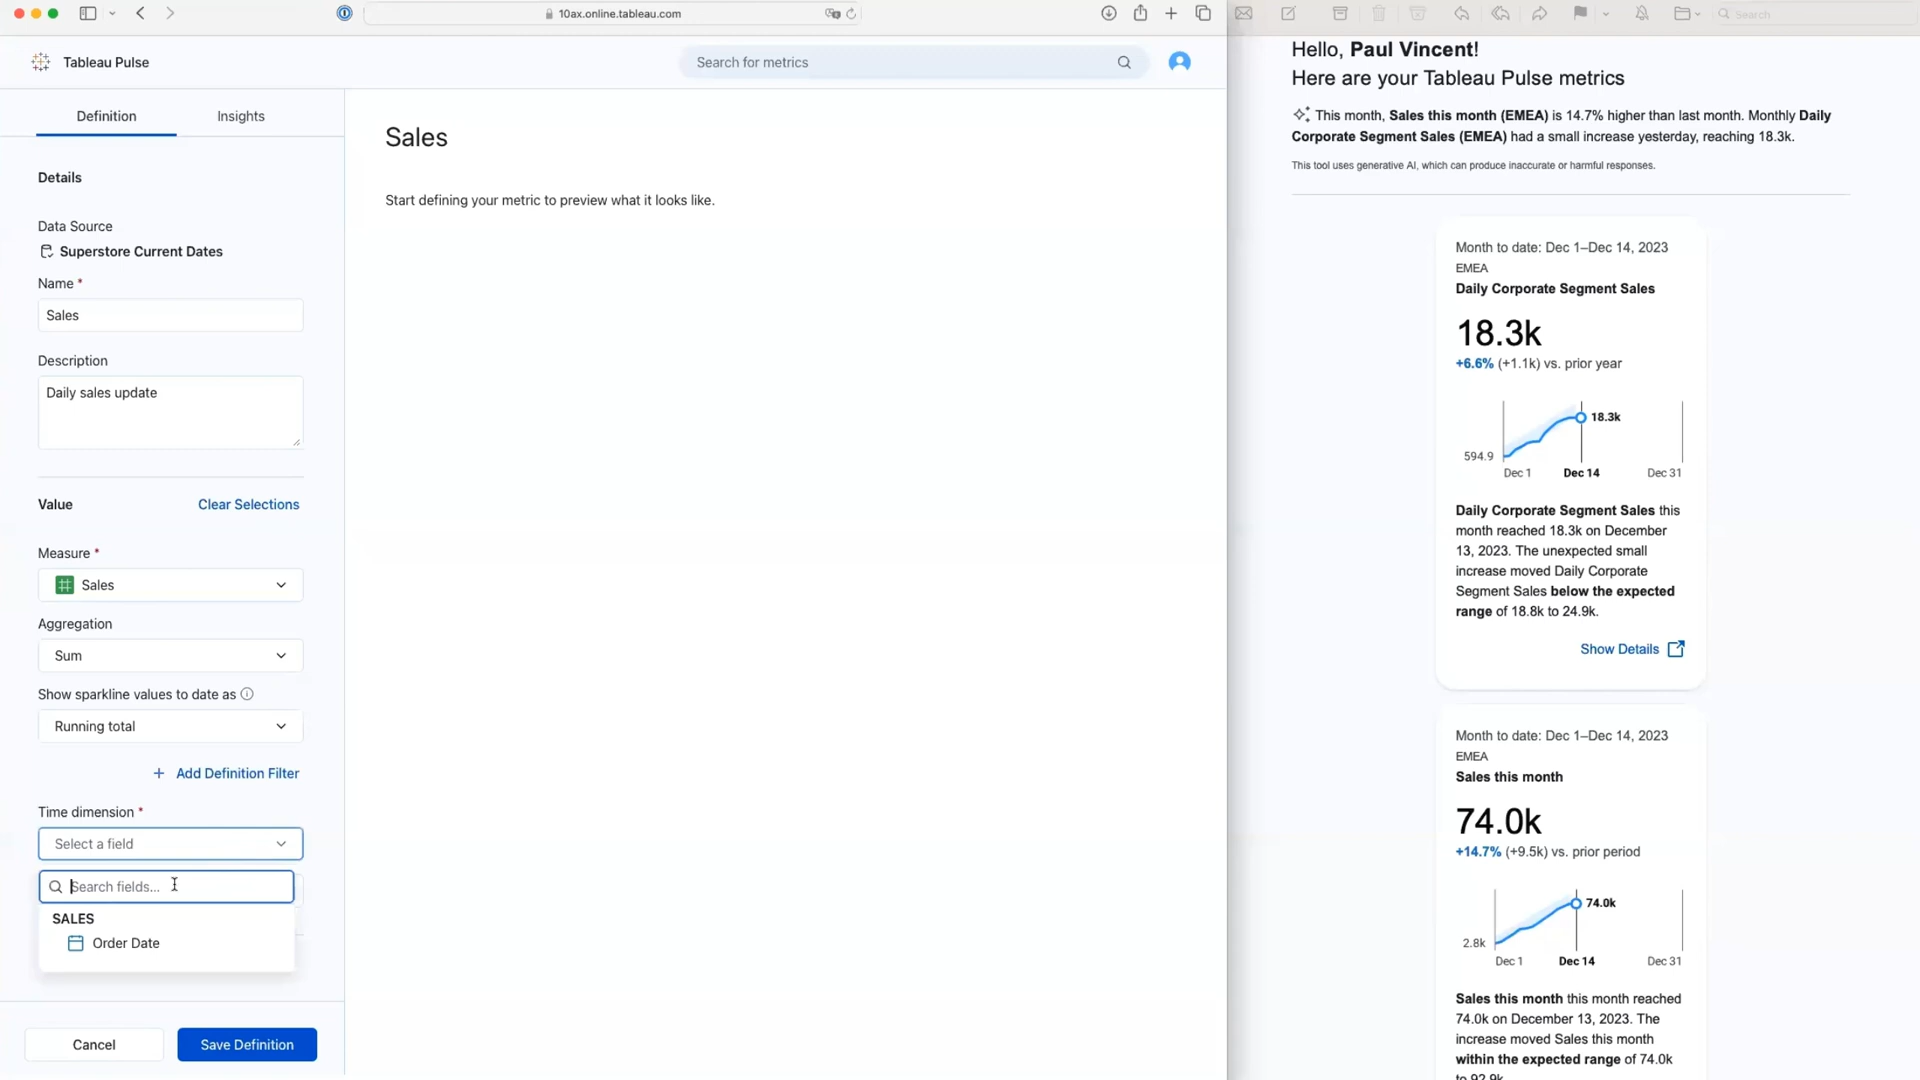 10ax.online.tableau.com
Search
Tableau Pulse
Search for metrics
Definition
Insights
Details
Data Source
Superstore Current Dates
Name *
Sales
Description
Daily sales update
Value
Clear Selections
Measure *
Sales
Aggregation
Sum
Show sparkline values to date as
Running total
+ Add Definition Filter
Time dimension *
Select a field
Search fields...
SALES
Order Date
Cancel
Save Definition
Sales
Start defining your metric to preview what it looks like.
Hello, Paul Vincent!
Here are your Tableau Pulse metrics
This month, Sales this month (EMEA) is 14.7% higher than last month. Monthly Daily
Corporate Segment Sales (EMEA) had a small increase yesterday, reaching 18.3k.
This tool uses generative AI, which can produce inaccurate or harmful responses.
Month to date: Dec 1–Dec 14, 2023
EMEA
Daily Corporate Segment Sales
18.3k
+6.6% (+1.1k) vs. prior year
18.3k
594.9
Dec 1 Dec 14 Dec 31
Daily Corporate Segment Sales this
month reached 18.3k on December
13, 2023. The unexpected small
increase moved Daily Corporate
Segment Sales below the expected
range of 18.8k to 24.9k.
Show Details
Month to date: Dec 1–Dec 14, 2023
EMEA
Sales this month
74.0k
+14.7% (+9.5k) vs. prior period
74.0k
2.8k
Dec 1 Dec 14 Dec 31
Sales this month this month reached
74.0k on December 13, 2023. The
increase moved Sales this month
within the expected range of 74.0k
to 92.9k